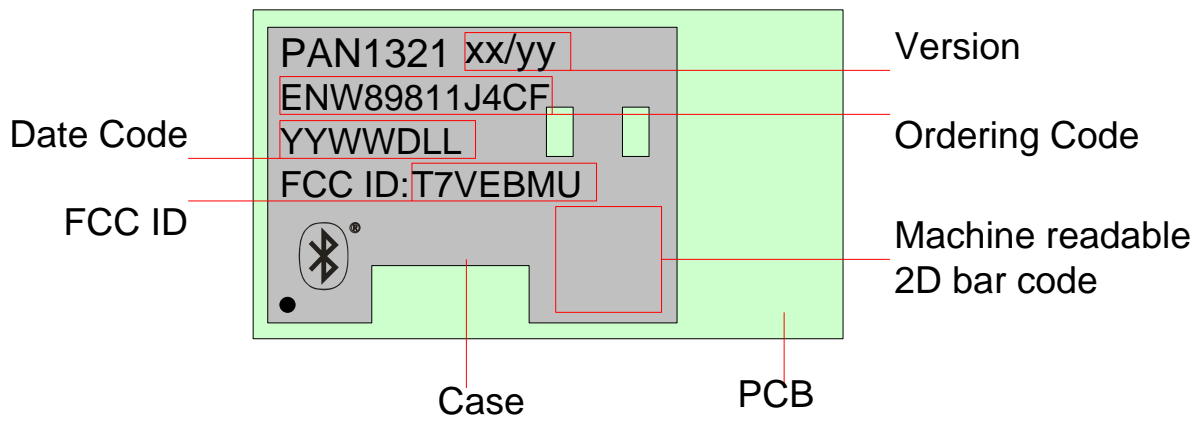 PAN1321 xx/yy
Version
ENW89811J4CF
Ordering Code
Date Code
YYWWDLL
FCC ID:T7VEBMU
FCC ID
®
Machine readable
2D bar code
Case
PCB